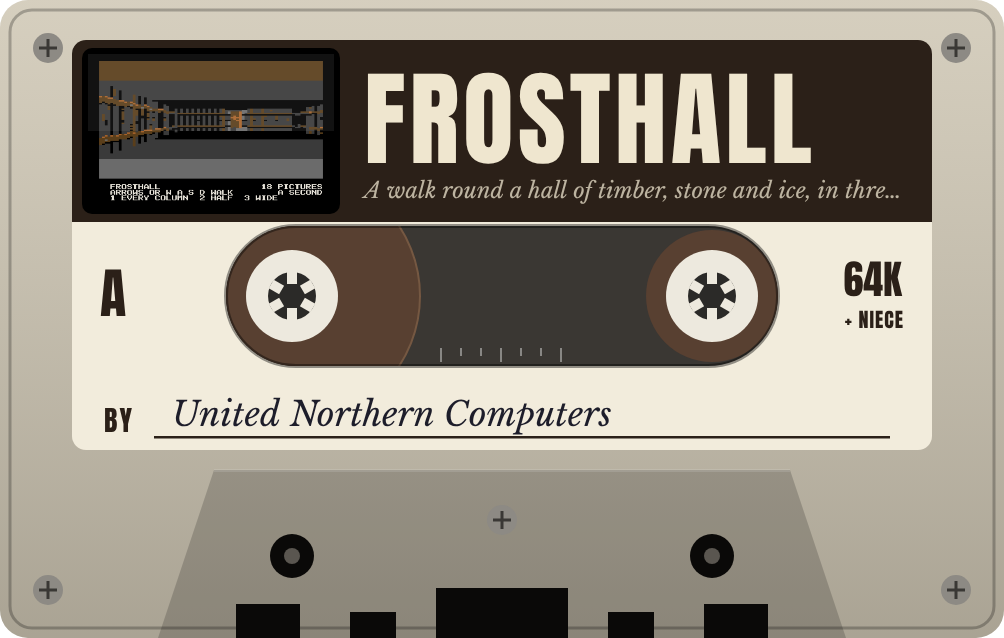 FROSTHALL
A walk round a hall of timber, stone and ice, in thre...
FROSTHALL 18 PICTURES
ARROWS OR W A S D WALK A SECOND
1 EVERY COLUMN 2 HALF 3 WIDE
A
64K
+ NIECE
BY United Northern Computers